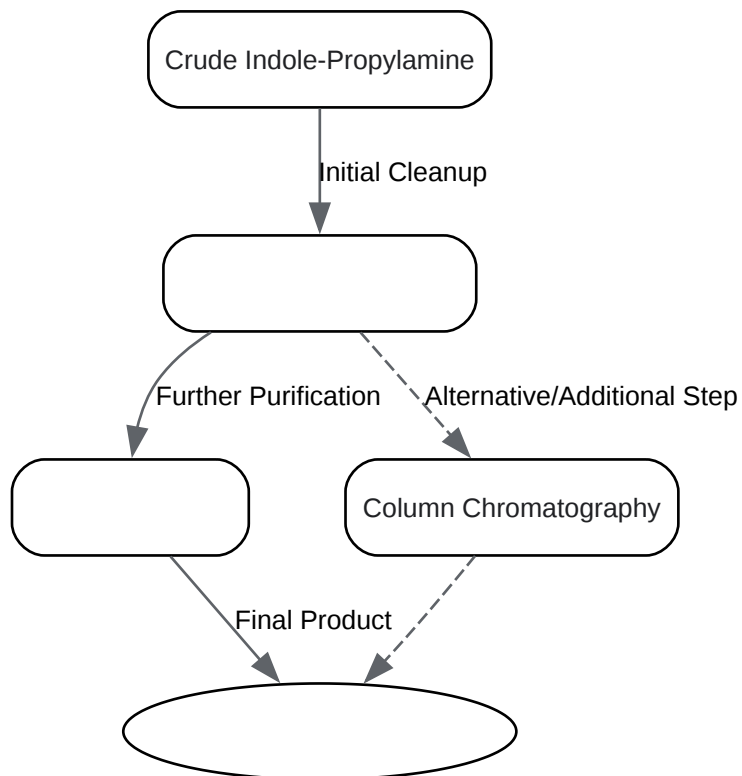 Crude Indole-Propylamine
Initial Cleanup
Further Purification
Alternative/Additional Step
Column Chromatography
Final Product